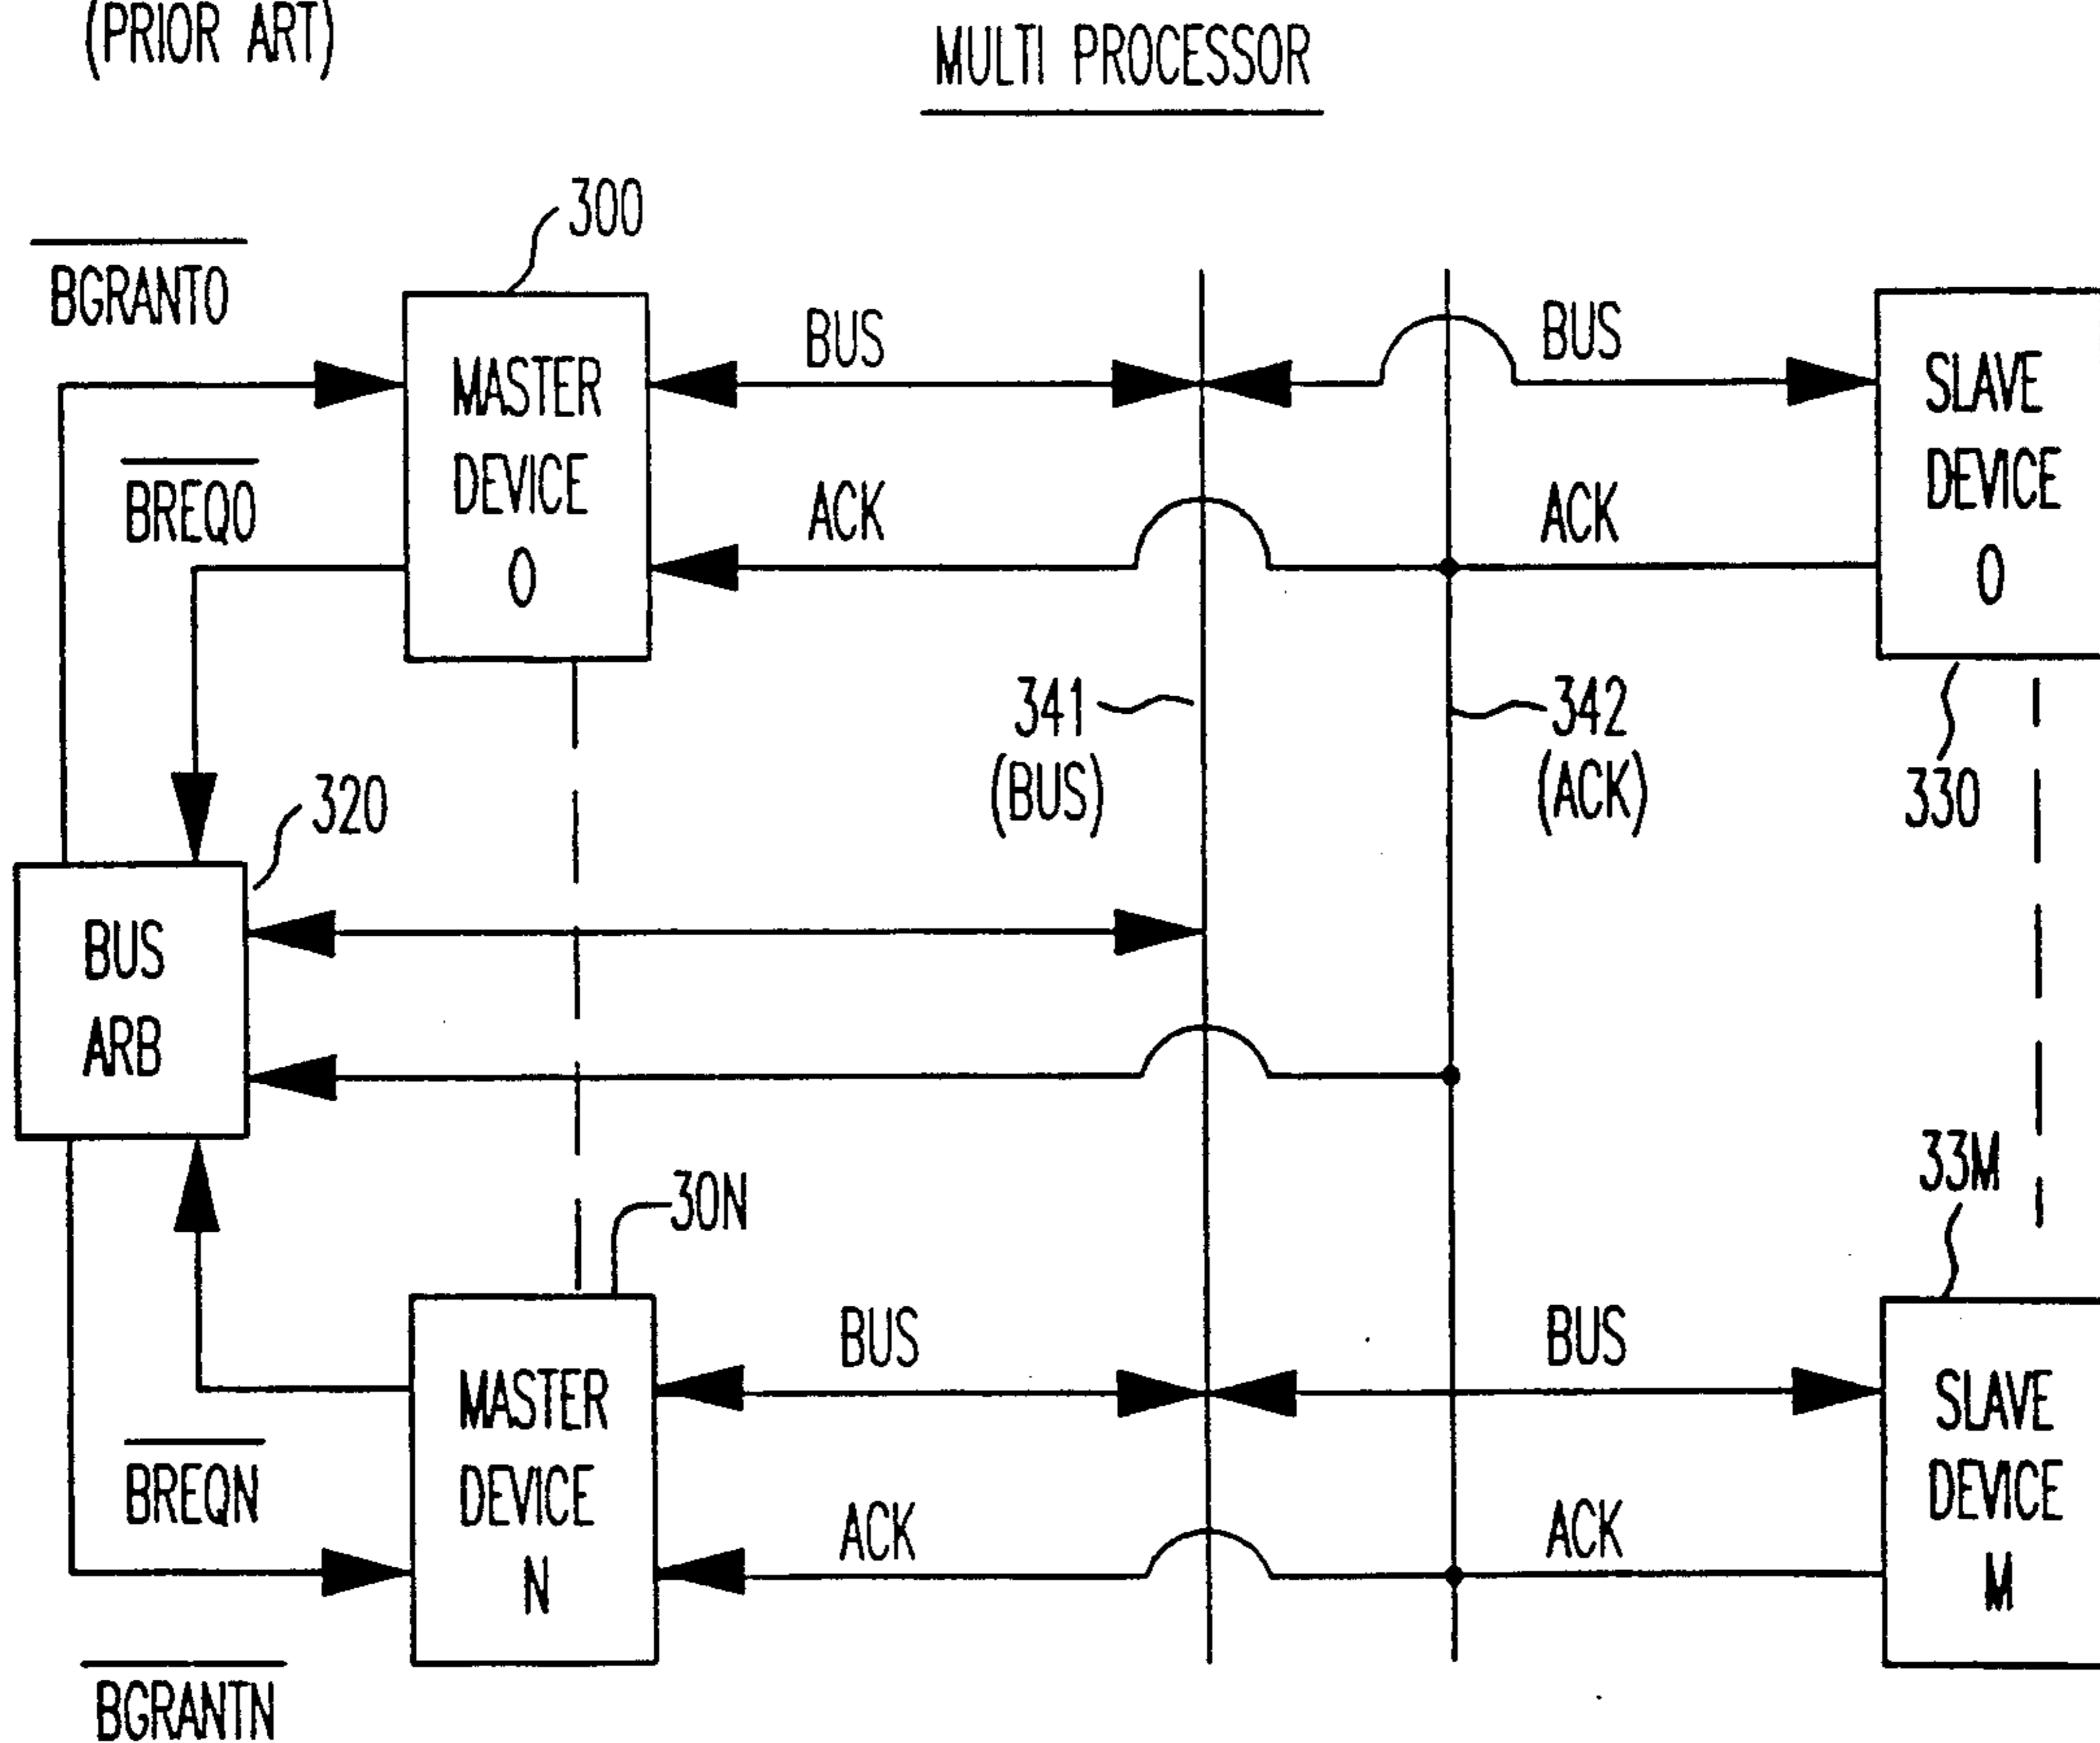 (PRIOR ART)
MULTI PROCESSOR
300
BGRANT0
BUS
BUS
MASTER
DEVICE
0
SLAVE
DEVICE
0
BREQ0
ACK
ACK
341
(BUS)
342
(ACK)
330
320
BUS
ARB
33M
30N
BUS
BUS
MASTER
DEVICE
N
SLAVE
DEVICE
M
BREQN
ACK
ACK
BGRANTN